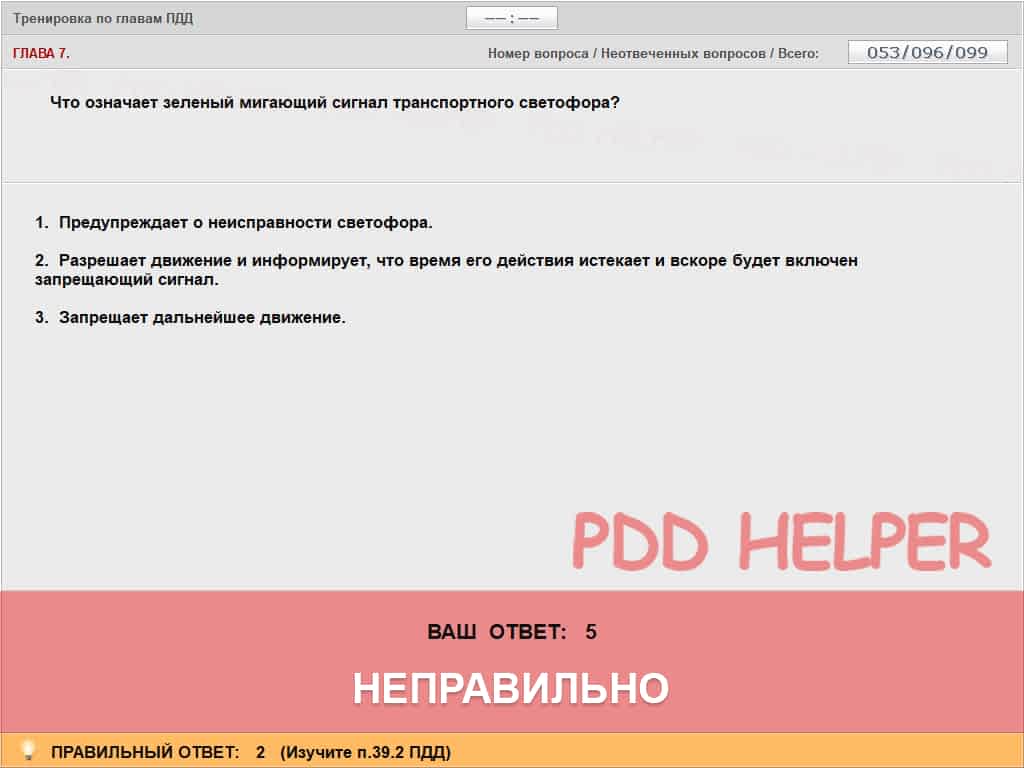 Тренировка по главам ПДД
—— : ——
ГЛАВА 7.
Номер вопроса / Неотвеченных вопросов / Всего: 053/096/099
Что означает зеленый мигающий сигнал транспортного светофора?
1. Предупреждает о неисправности светофора.
2. Разрешает движение и информирует, что время его действия истекает и вскоре будет включен
запрещающий сигнал.
3. Запрещает дальнейшее движение.
PDD HELPER
ВАШ ОТВЕТ: 5
НЕПРАВИЛЬНО
ПРАВИЛЬНЫЙ ОТВЕТ: 2 (Изучите п.39.2 ПДД)